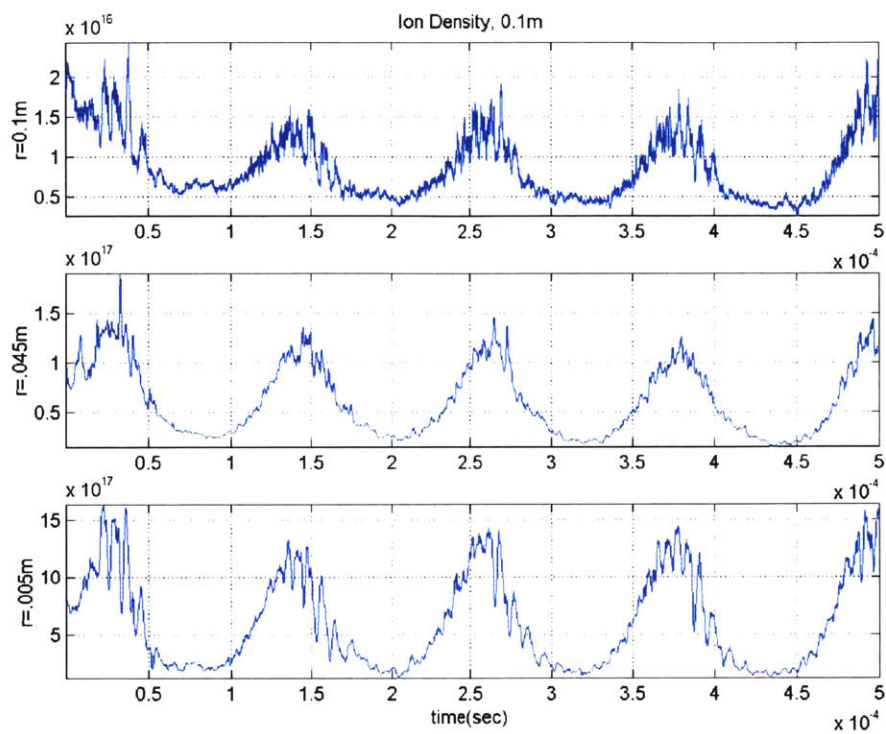 Ion Density, 0.1m
x 10^16
2
1.5
1
0.5
r=0.1m
0.5 1 1.5 2 2.5 3 3.5 4 4.5 5
x 10^-4
x 10^17
1.5
1
0.5
r=.045m
0.5 1 1.5 2 2.5 3 3.5 4 4.5 5
x 10^-4
x 10^17
15
10
5
r=.005m
0.5 1 1.5 2 2.5 3 3.5 4 4.5 5
time(sec)
x 10^-4